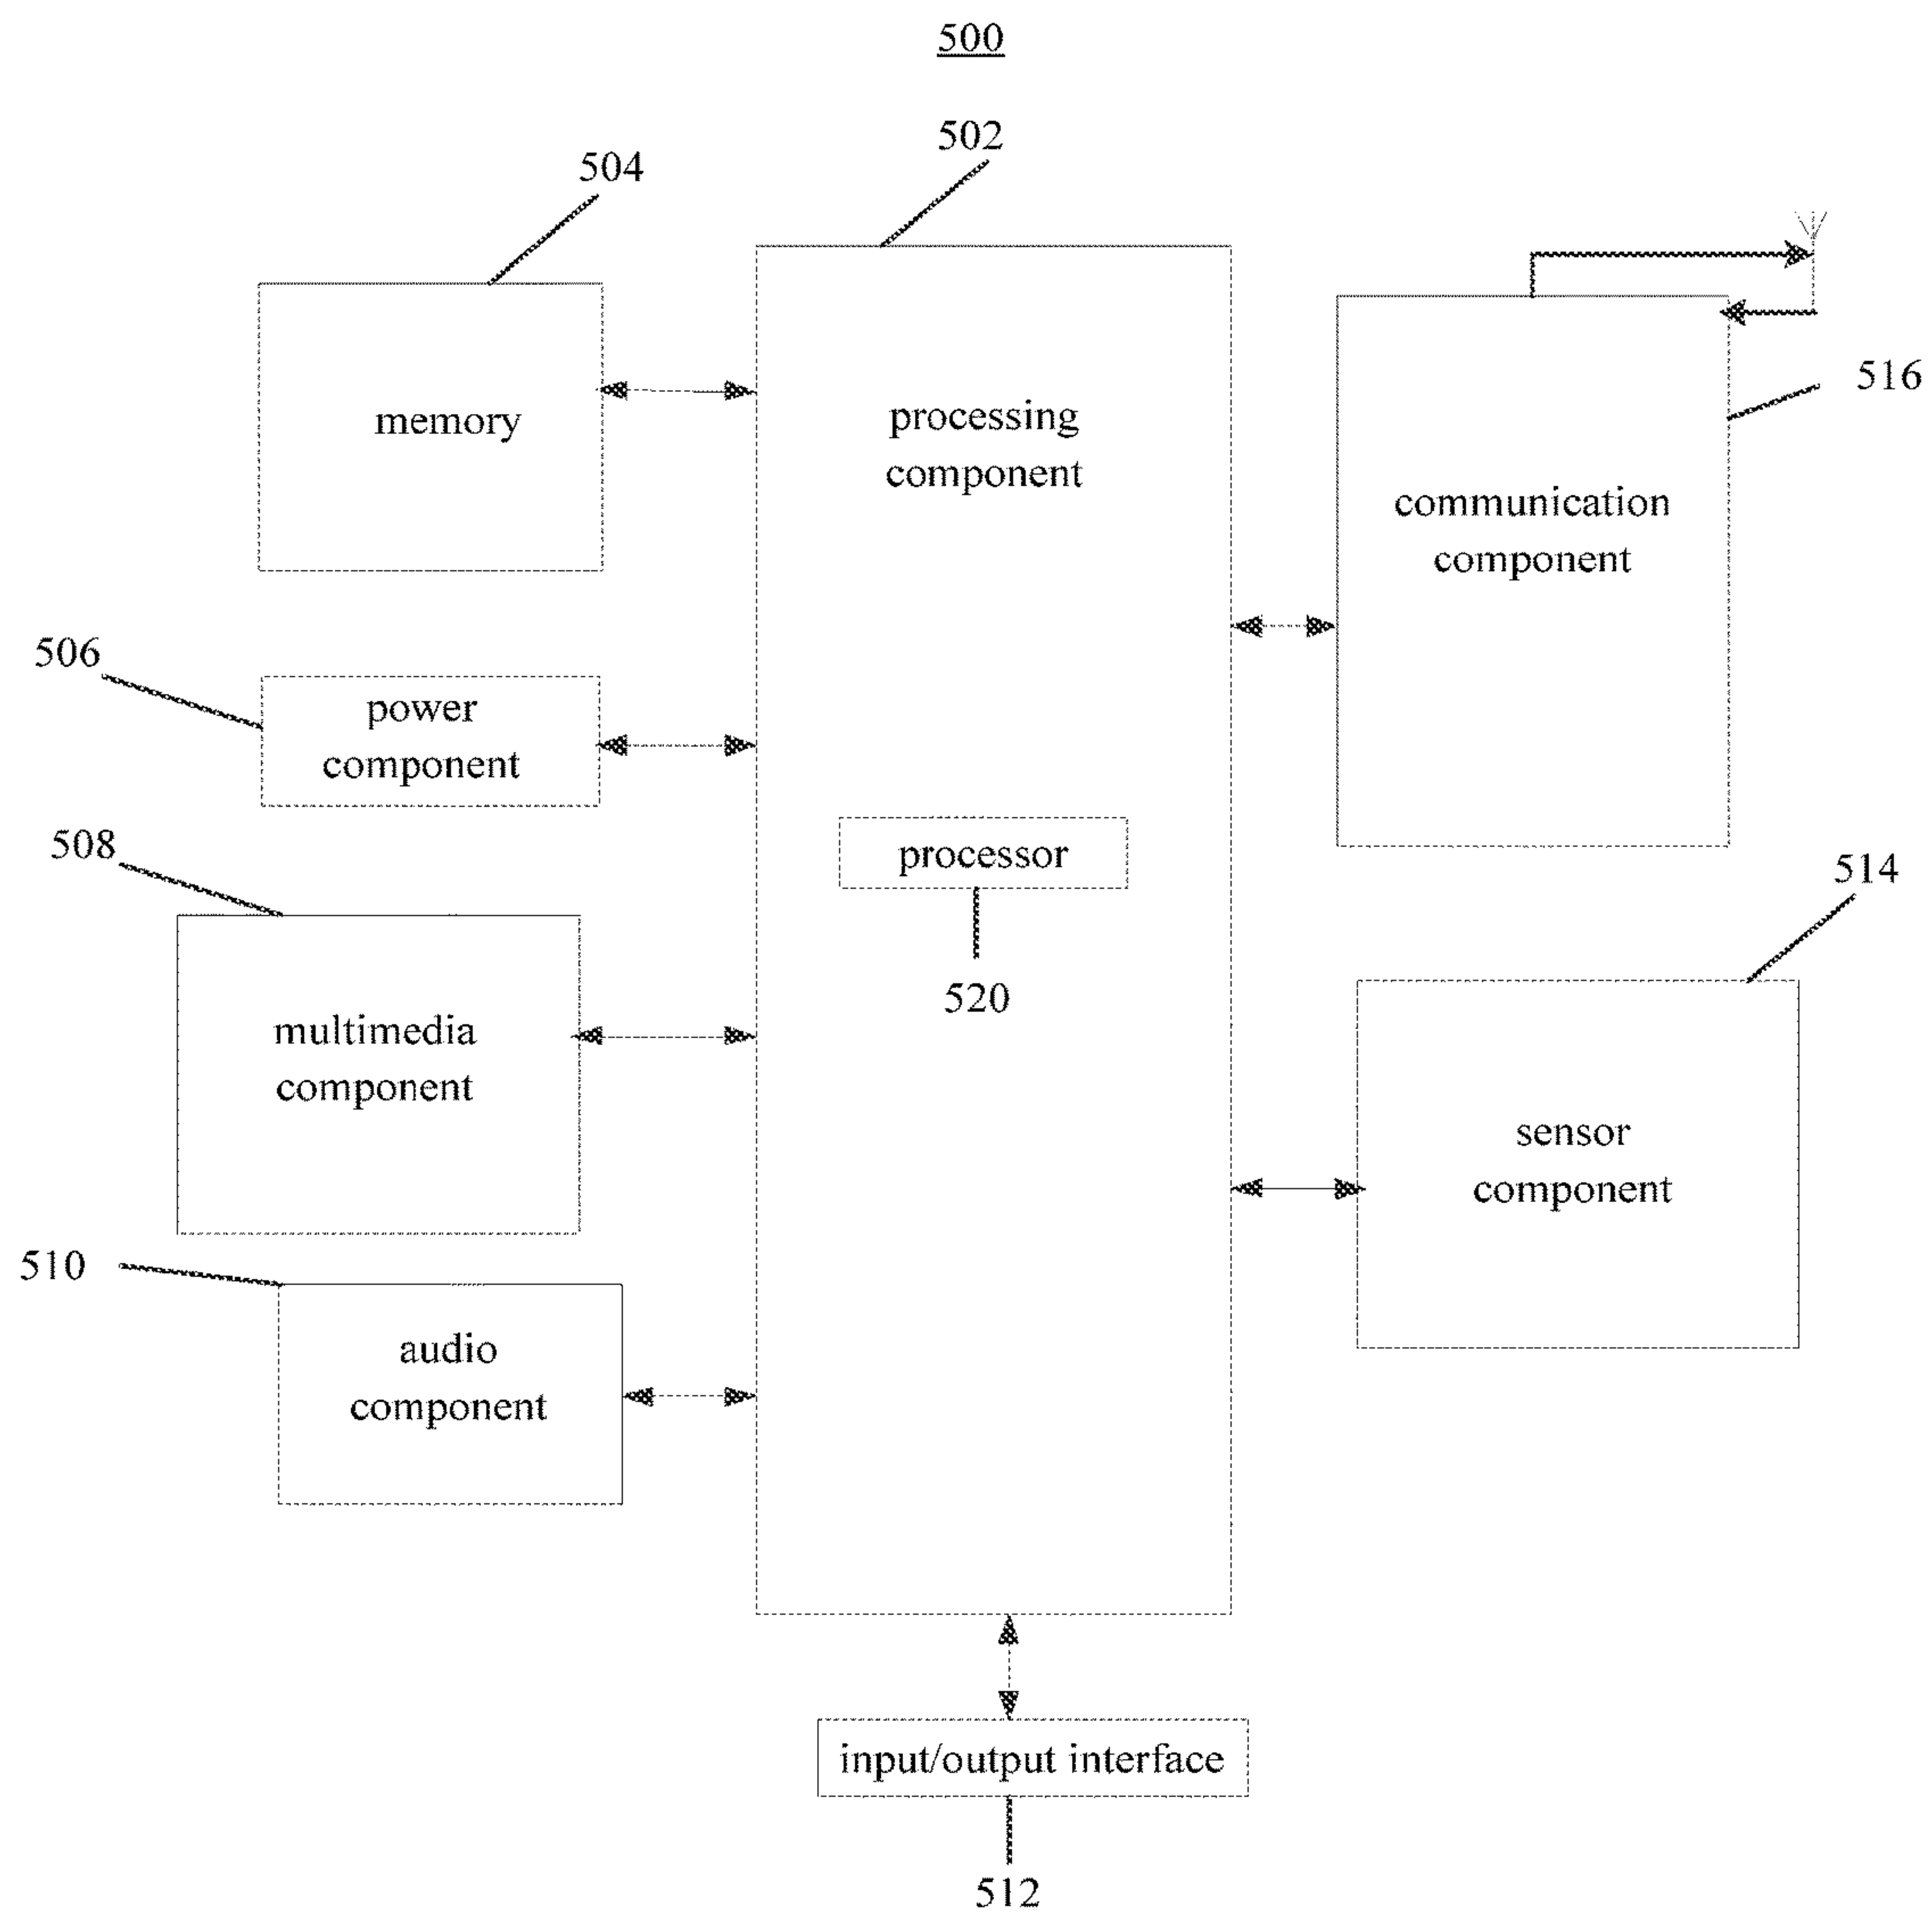 500
502
504
memory
processing
component
communication
component
516
506
power
component
508
processor
520
514
multimedia
component
sensor
component
510
audio
component
input/output interface
512